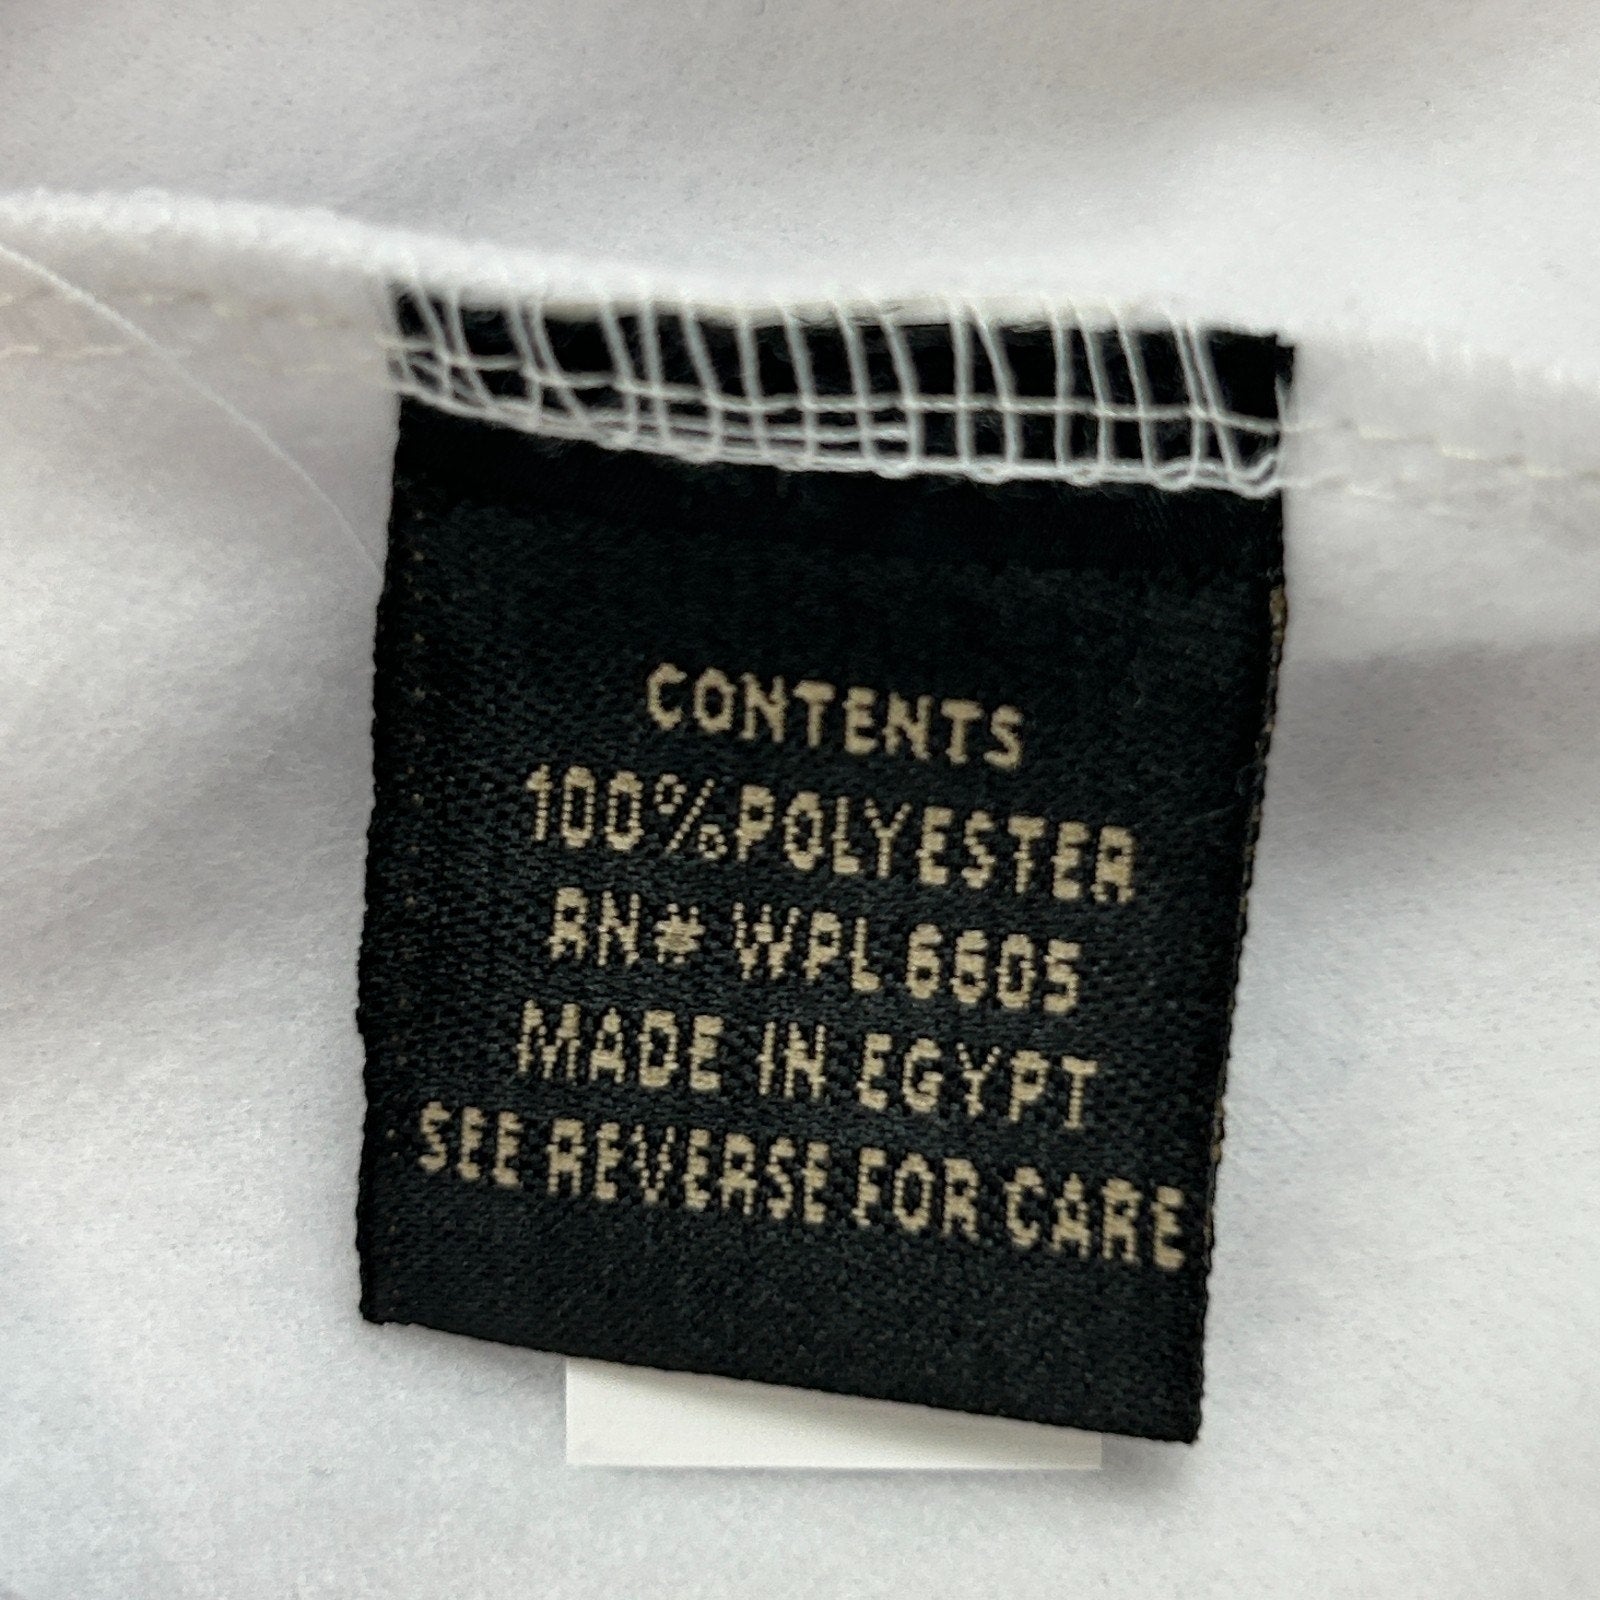 CONTENTS
100%POLYESTER
RN# WPL 6605
MADE IN EGYPT
SEE REVERSE FOR CARE